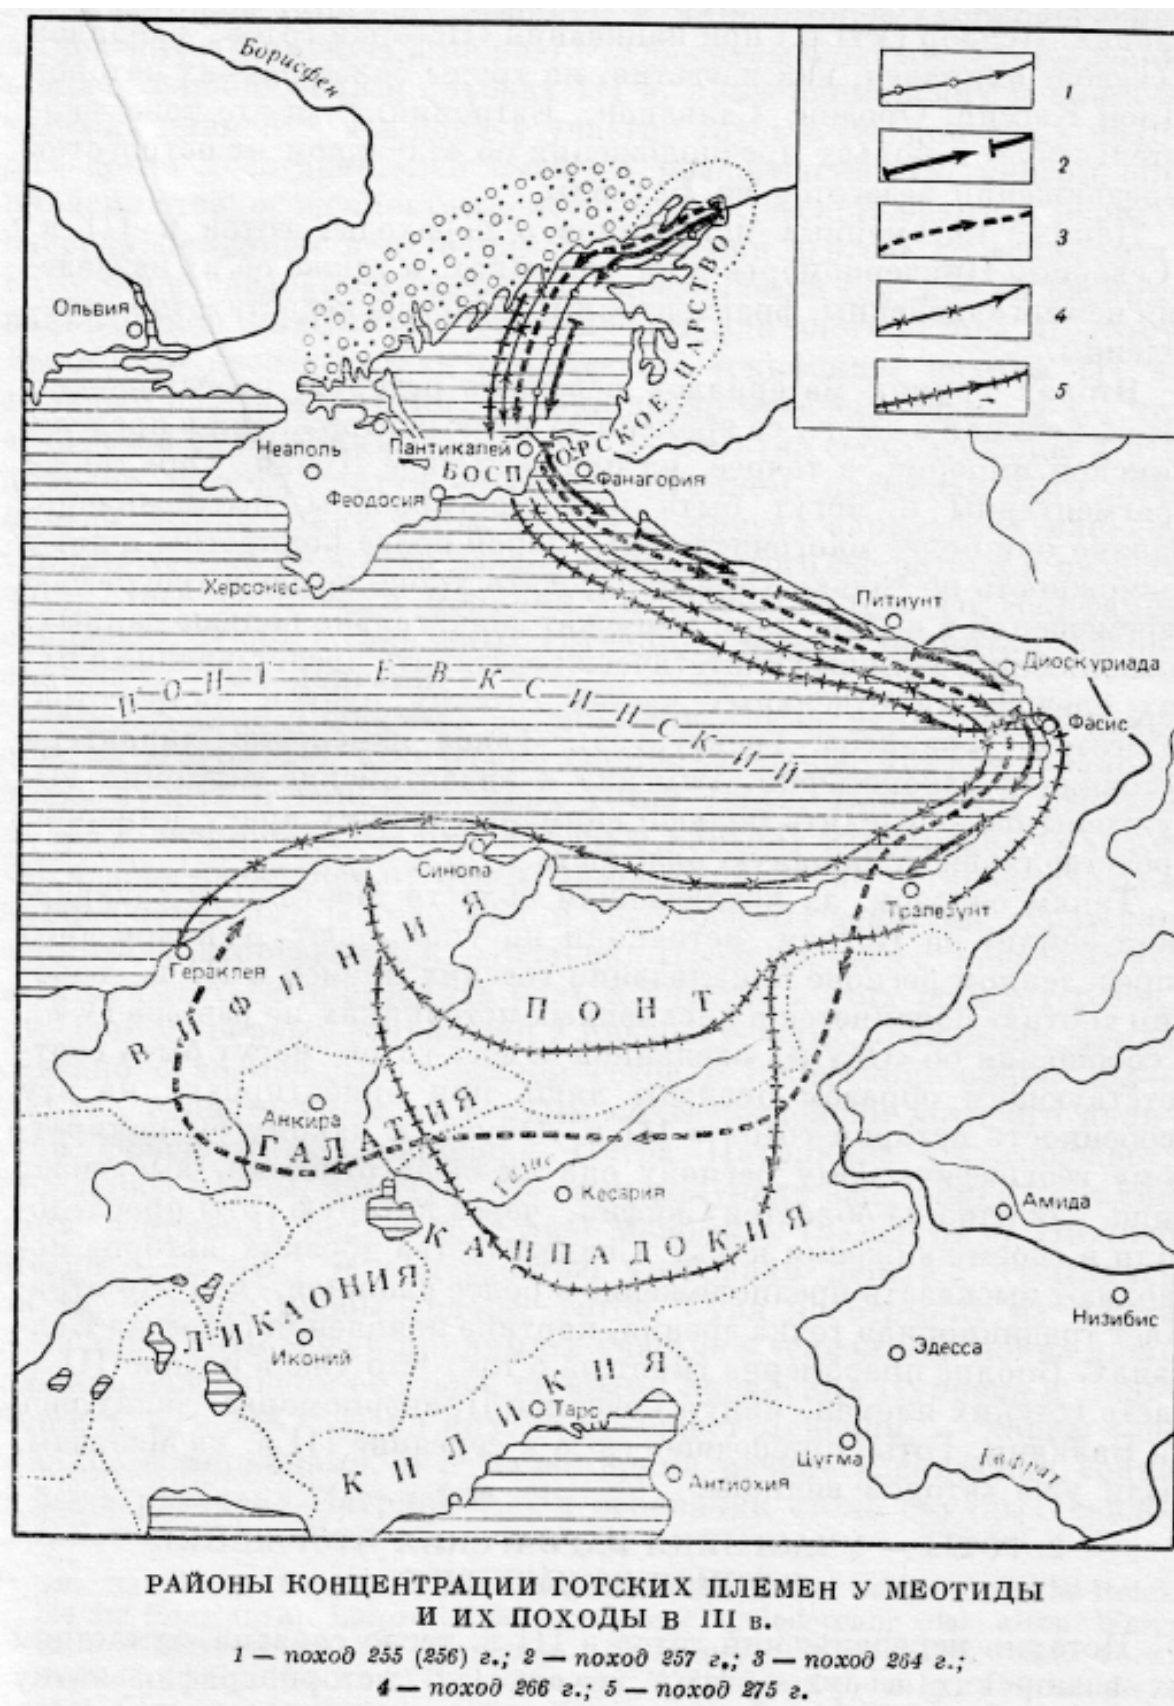 Борисфен
1
2
3
4
5
Ольвия
ЦАРСТВО
Неаполь
Пантикапей
БОСПОРСКОЕ
Фанагория
Феодосия
Херсонес
Питиунт
Диоскуриада
ПОНТ ЕВКСИНСКИЙ
Фасис
Синопа
Трапезунт
Гераклея
ВИФИНИЯ
ПОНТ
Анкира
ГАЛАТИЯ
Галис
Кесария
Амида
КАППАДОКИЯ
Низибис
ЛИКАОНИЯ
Иконий
Эдесса
Тарс
КИЛИКИЯ
Цугма
Евфрат
Антиохия
РАЙОНЫ КОНЦЕНТРАЦИИ ГОТСКИХ ПЛЕМЕН У МЕОТИДЫ
И ИХ ПОХОДЫ В III в.
1 — поход 255 (256) г.; 2 — поход 257 г.; 3 — поход 264 г.;
4 — поход 266 г.; 5 — поход 275 г.